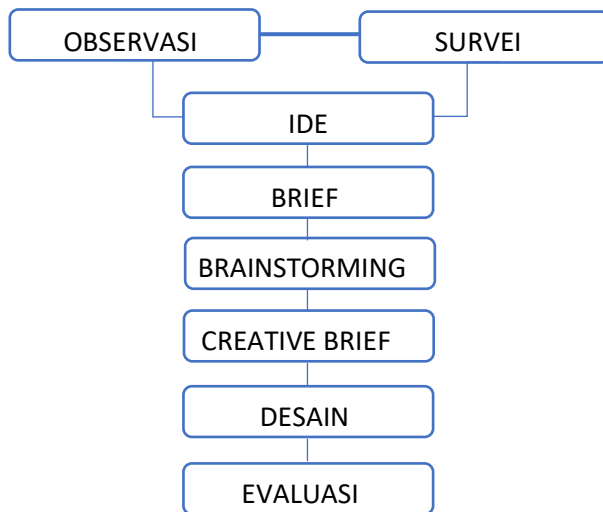 OBSERVASI
SURVEI
IDE
BRIEF
BRAINSTORMING
CREATIVE BRIEF
DESAIN
EVALUASI